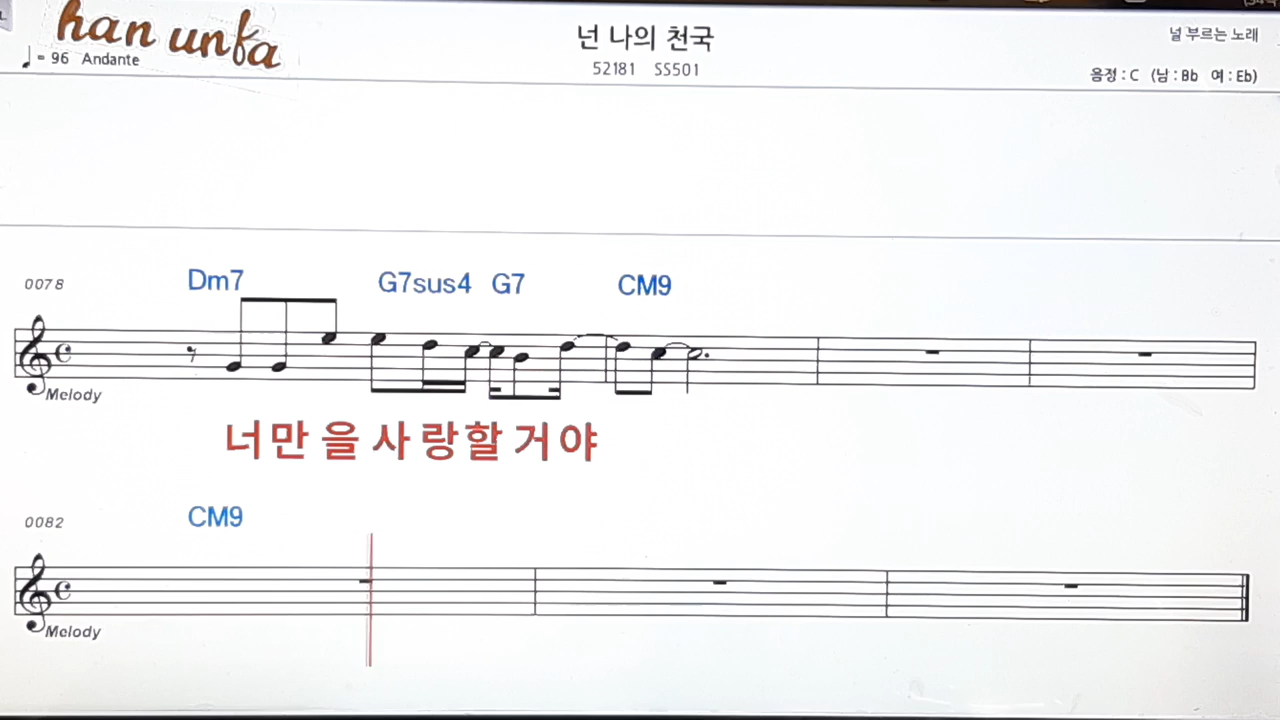 han unfa
넌 나의 천국
널 부르는 노래
♩ = 96 Andante
52181 SS501
음정 : C (남 : Bb 여 : Eb)
0078
Dm7 G7sus4 G7 CM9
Melody
너만을사랑할거야
0082
CM9
Melody